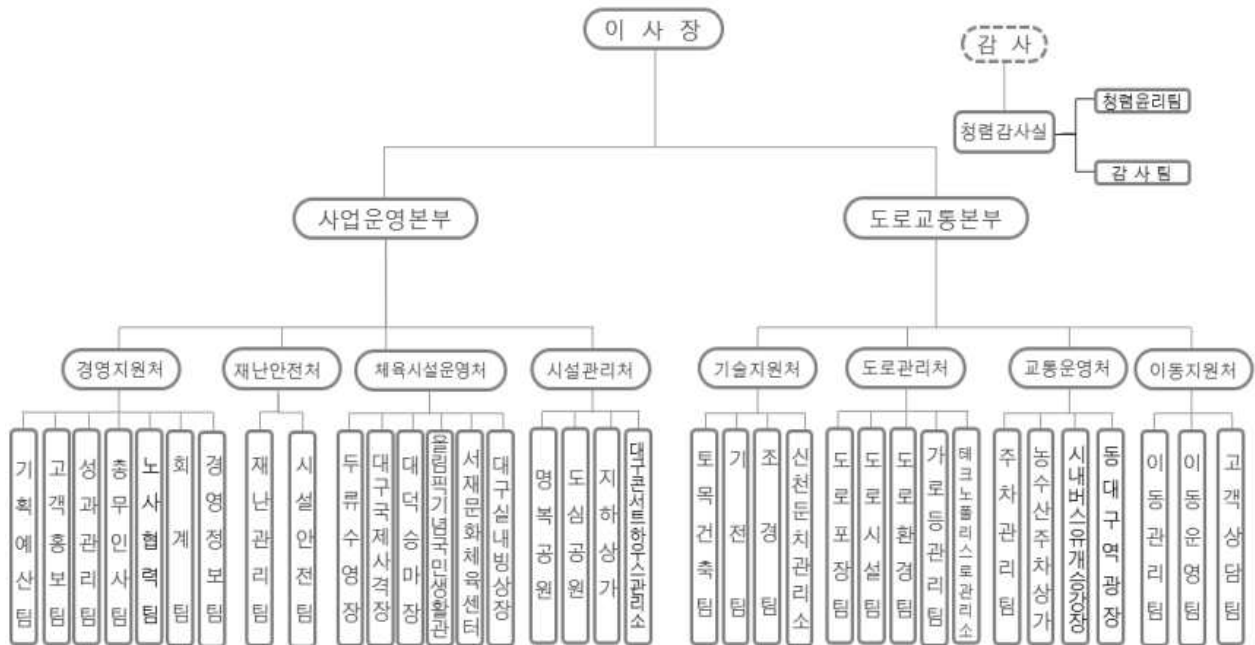 이 사 장
감 사
청렴윤리팀
청렴감사실
감 사 팀
사업운영본부
도로교통본부
경영지원처
재난안전처
체육시설운영처
시설관리처
기술지원처
도로관리처
교통운영처
이동지원처
기획예산팀
고객홍보팀
성과관리팀
총무인사팀
노사협력팀
회계팀
경영정보팀
재난관리팀
시설안전팀
두류수영장
대구국제사격장
대덕승마장
올림픽기념국민생활관
서재문화체육센터
대구실내빙상장
명복공원
도심공원
지하상가
대구콘서트하우스관리소
토목건축팀
기전팀
조경팀
신천둔치관리소
도로포장팀
도로시설팀
도로환경팀
가로등관리팀
테크노폴리스로관리소
주차관리팀
농수산주차상가
시내버스유개승강장
동대구역광장
이동관리팀
이동운영팀
고객상담팀